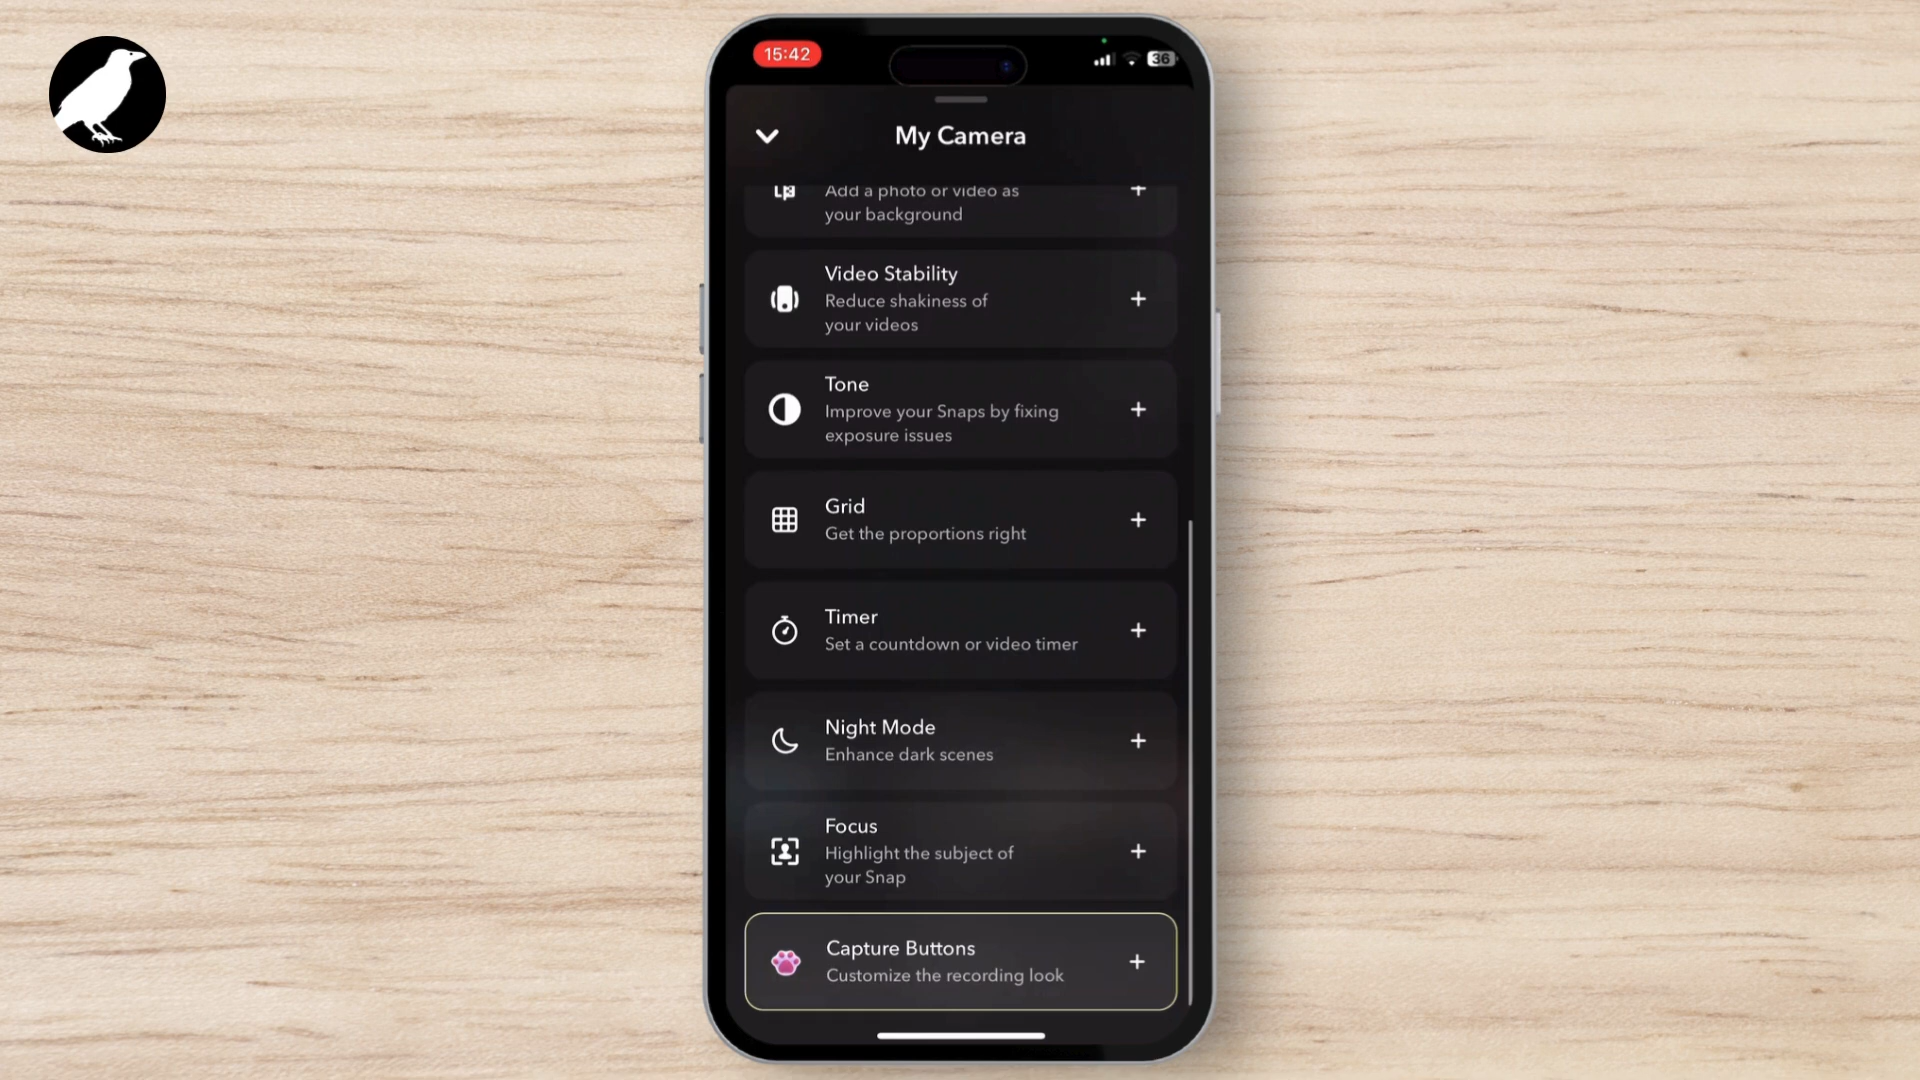 15:42
36
My Camera
Add a photo or video as
your background
Video Stability
Reduce shakiness of
your videos
Tone
Improve your Snaps by fixing
exposure issues
Grid
Get the proportions right
Timer
Set a countdown or video timer
Night Mode
Enhance dark scenes
Focus
Highlight the subject of
your Snap
Capture Buttons
Customize the recording look